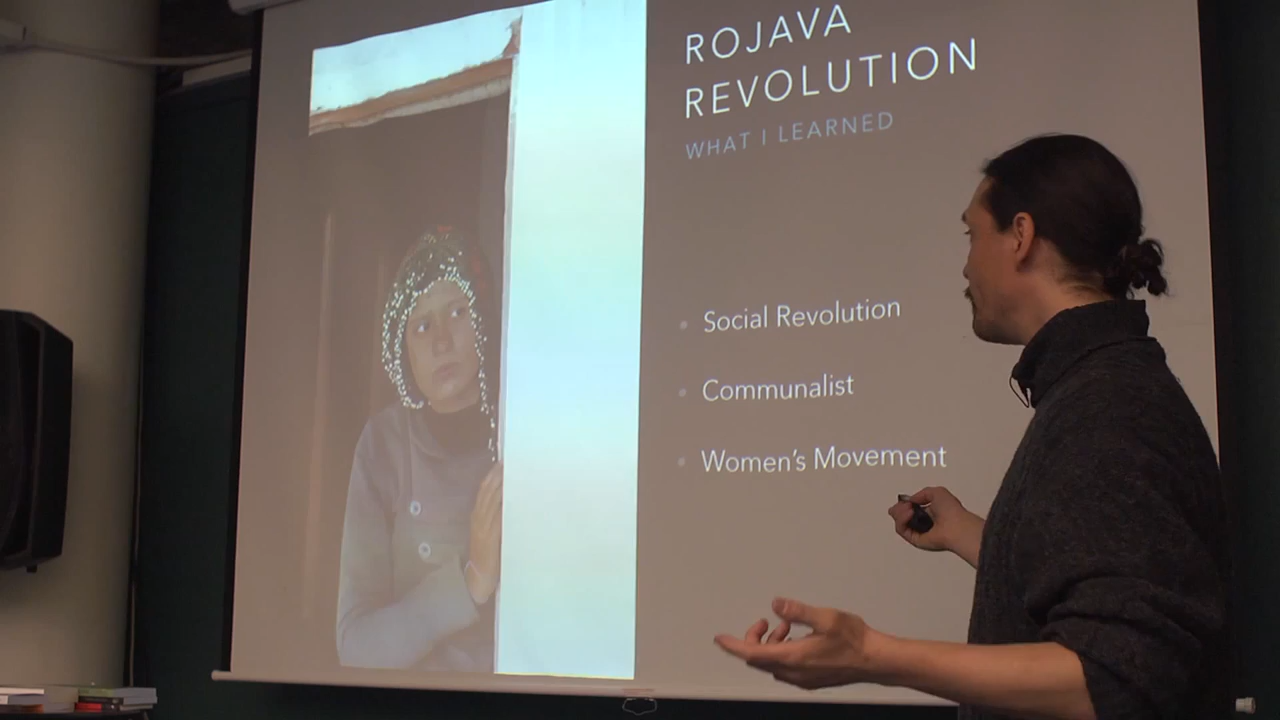 ROJAVA
REVOLUTION
WHAT I LEARNED
Social Revolution
Communalist
Women's Movement